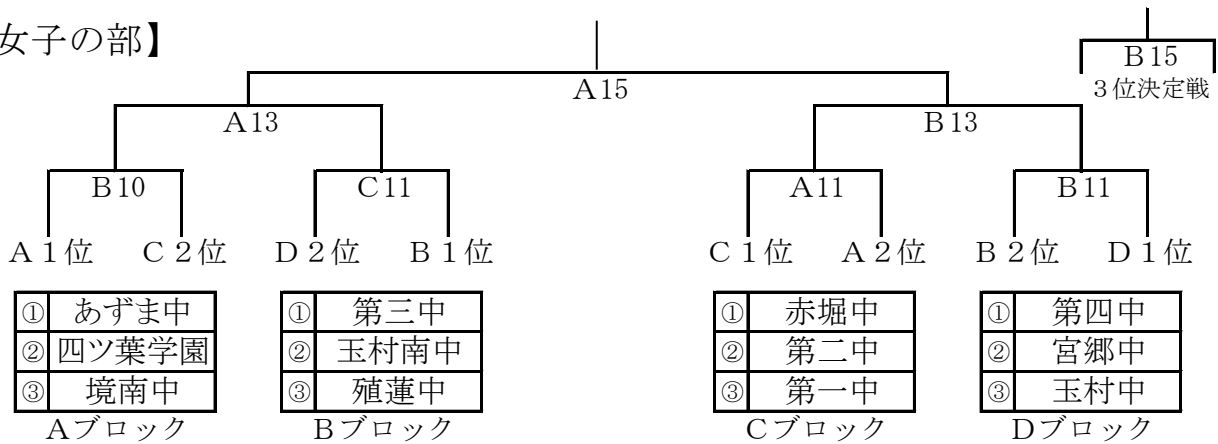 女子の部】
B15
3位決定戦
A15
A13
B13
B10
C11
A11
B11
A1位 C2位 D2位 B1位 C1位 A2位 B2位 D1位
① あずま中 ① 第三中 ① 赤堀中 ① 第四中
② 四ツ葉学園 ② 玉村南中 ② 第二中 ② 宮郷中
③ 境南中 ③ 殖蓮中 ③ 第一中 ③ 玉村中
Aブロック Bブロック Cブロック Dブロック